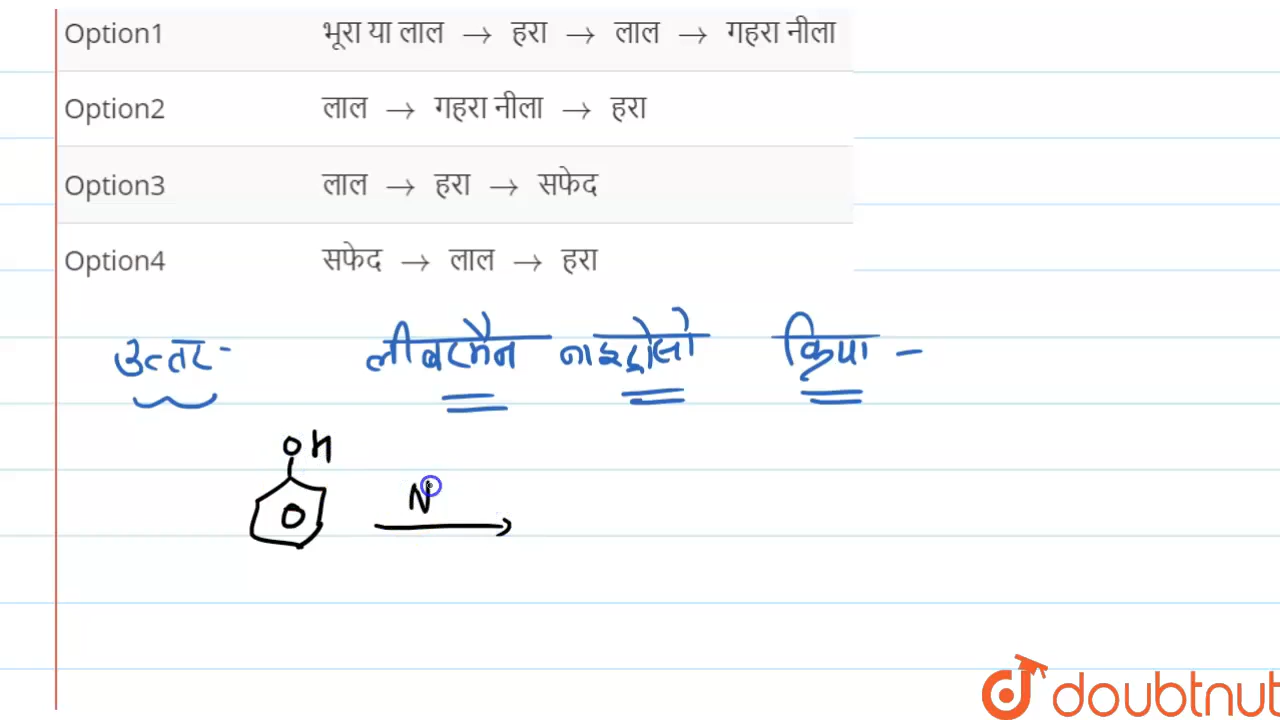 Option1 भूरा या लाल → हरा → लाल → गहरा नीला
Option2 लाल → गहरा नीला → हरा
Option3 लाल → हरा → सफेद
Option4 सफेद → लाल → हरा
उत्तर- लीबरमैन नाइट्रोसो क्रिया –
OH
N
doubtnut